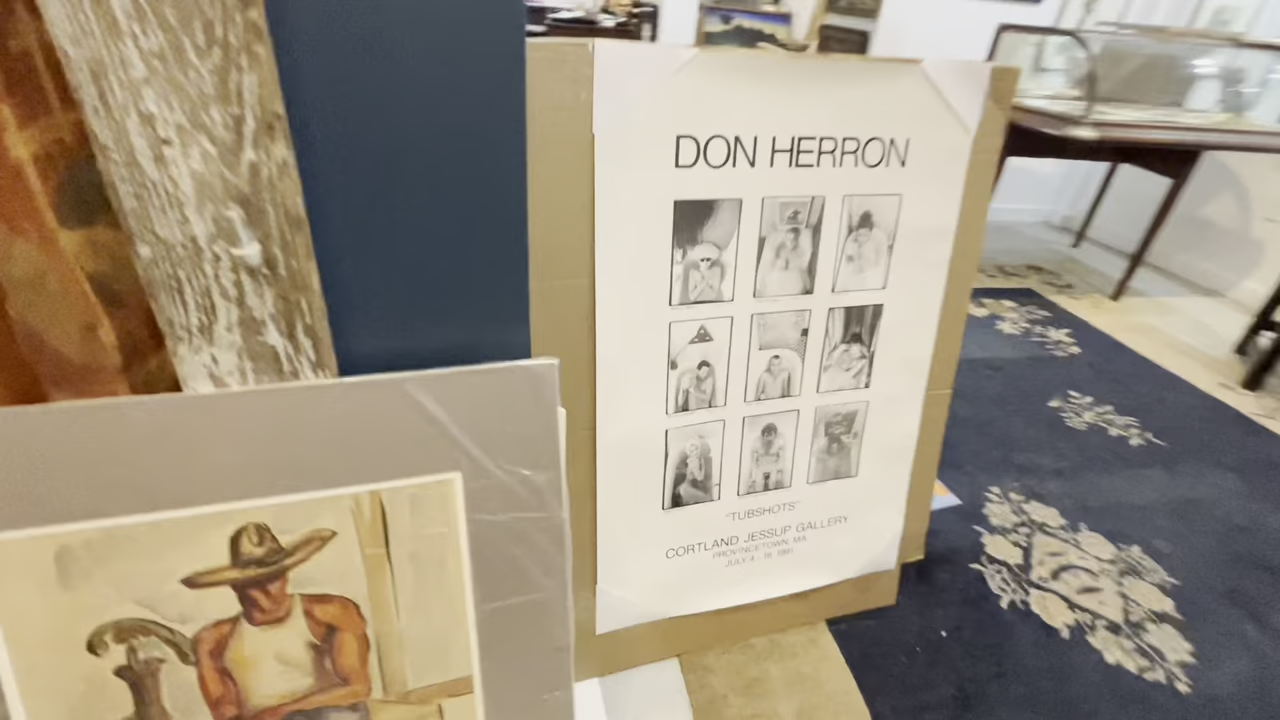 DON HERRON
"TUBSHOTS"
CORTLAND JESSUP GALLERY
PROVINCETOWN, MA
JULY 4 - 18, 1991